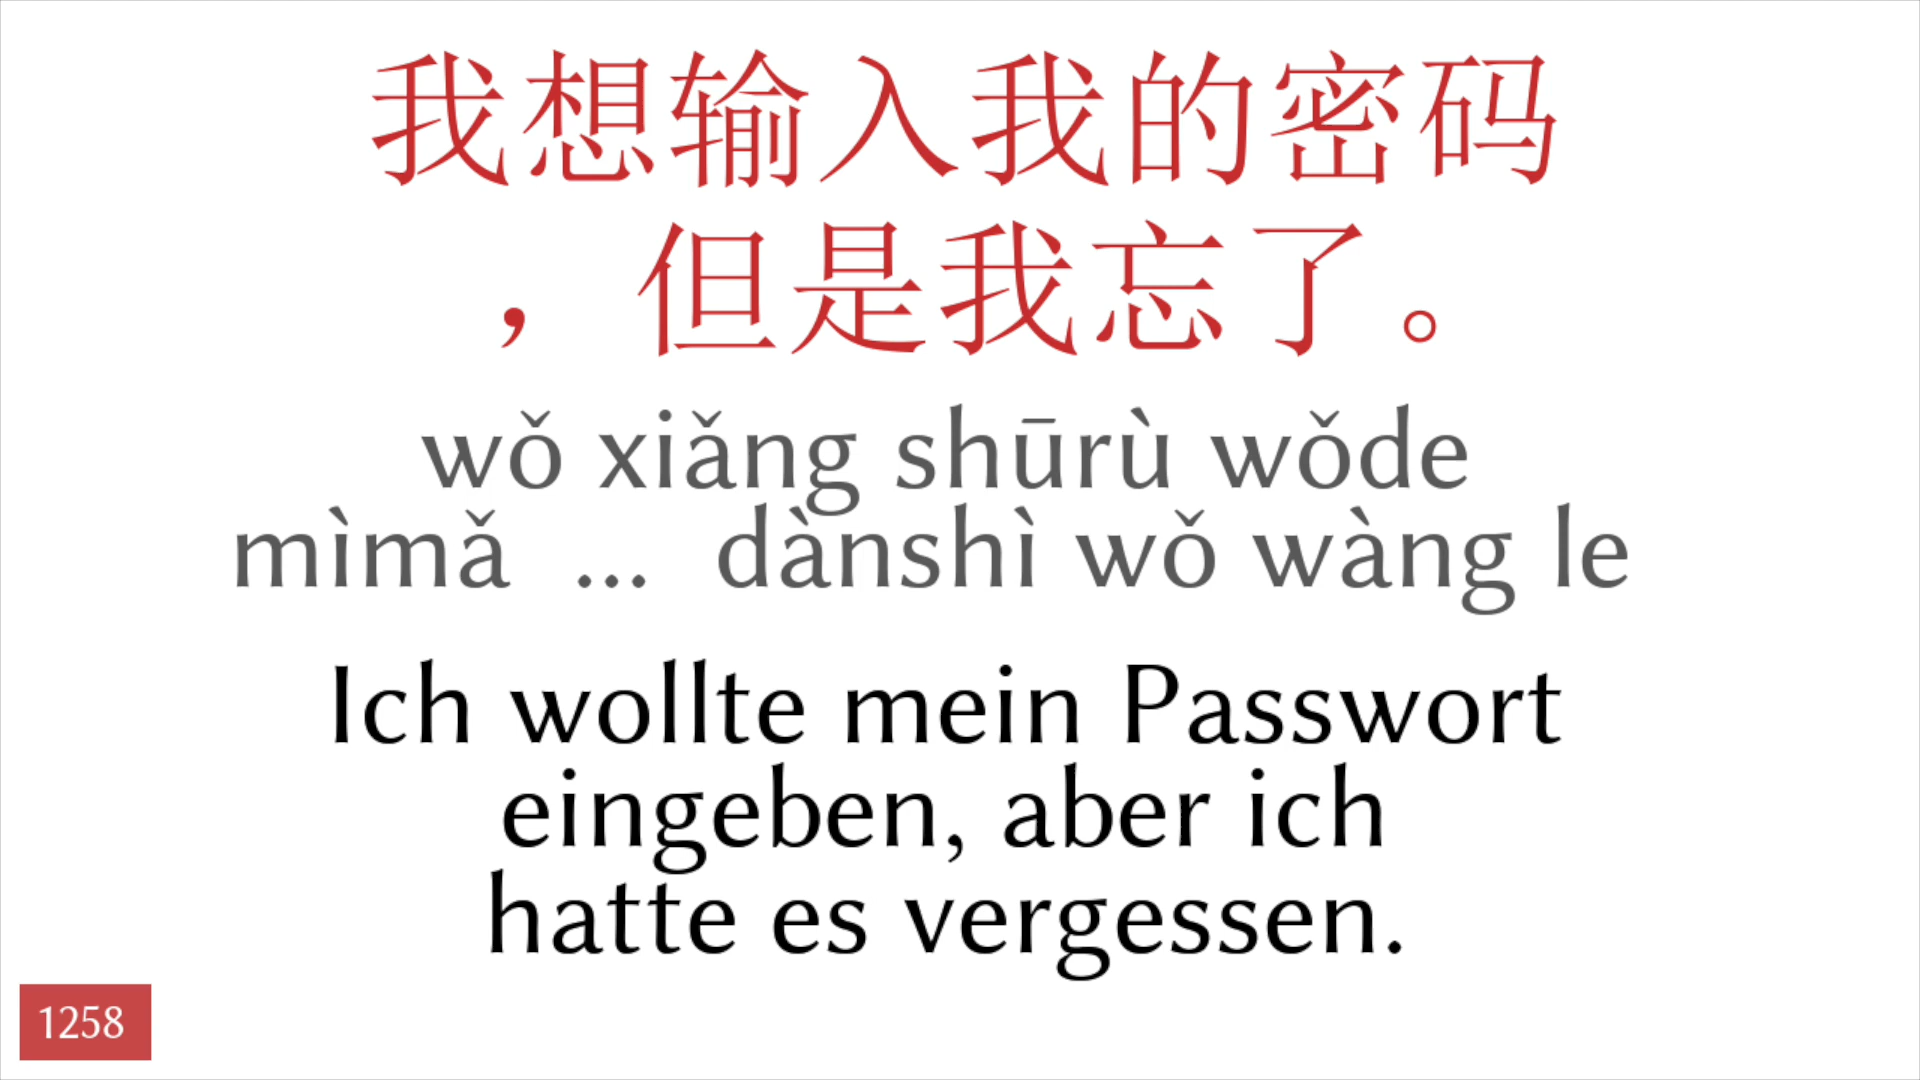 我想输入我的密码
，但是我忘了。
wǒ xiǎng shūrù wǒde
mìmǎ ... dànshì wǒ wàng le
Ich wollte mein Passwort
eingeben, aber ich
hatte es vergessen.
1258